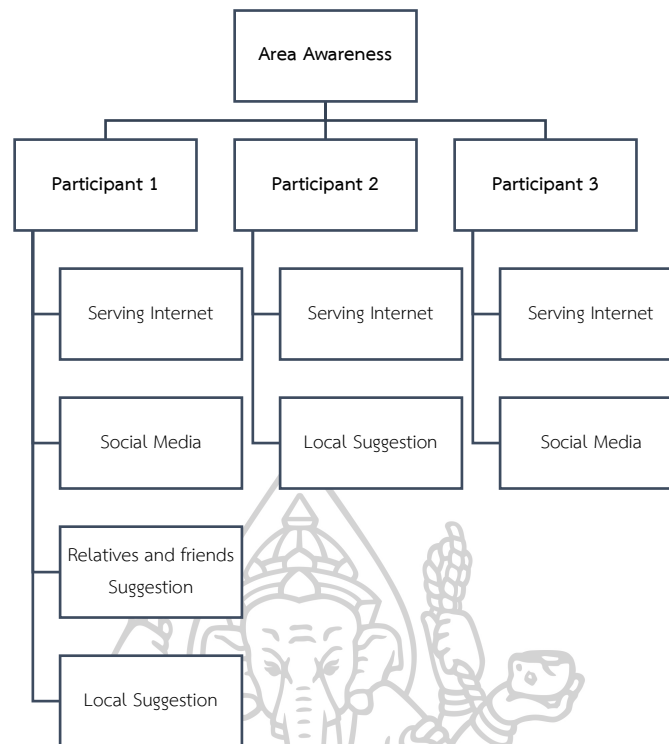 Area Awareness
Participant 1
Participant 2
Participant 3
Serving Internet
Serving Internet
Serving Internet
Social Media
Local Suggestion
Social Media
Relatives and friends
Suggestion
Local Suggestion